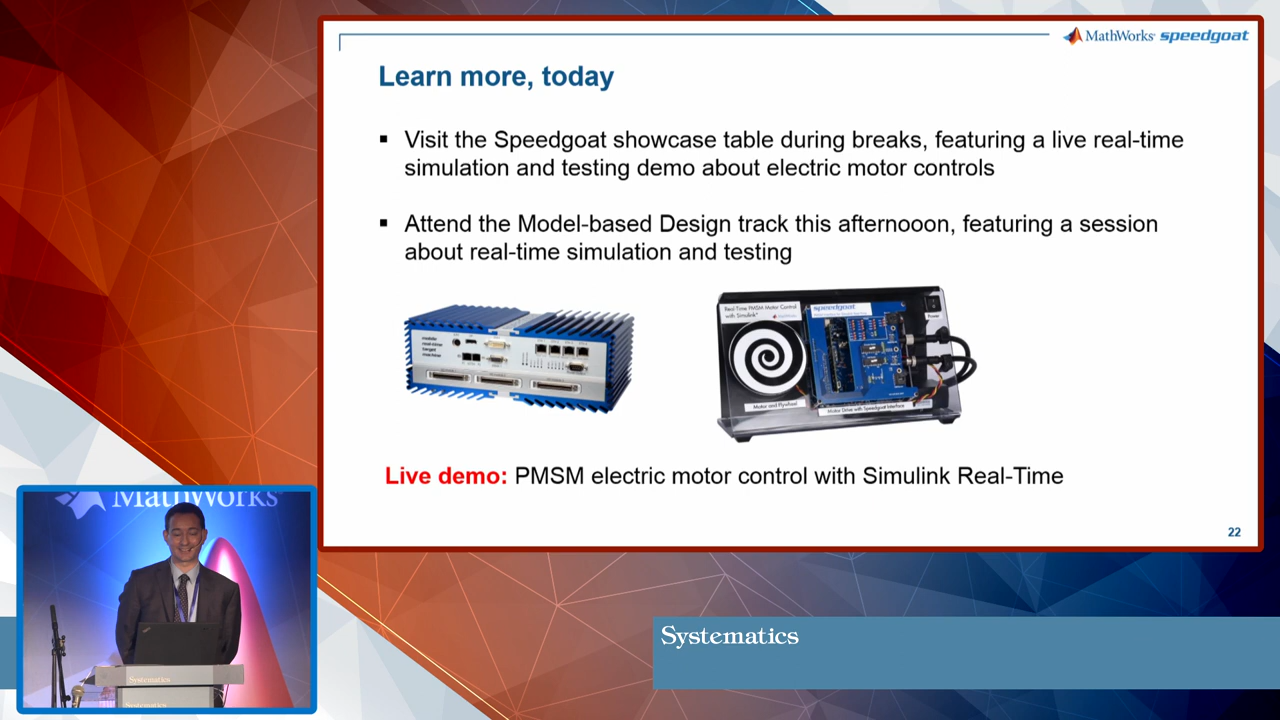 MathWorks speedgoat
Learn more, today
▪ Visit the Speedgoat showcase table during breaks, featuring a live real-time
simulation and testing demo about electric motor controls
▪ Attend the Model-based Design track this afternooon, featuring a session
about real-time simulation and testing
Real-Time PMSM Motor Control
with Simulink®
MathWorks
speedgoat
Power
Motor and Flywheel
Motor Drive with Speedgoat Interface
Live demo: PMSM electric motor control with Simulink Real-Time
22
MathWorks
Systematics
Systematics
Systematics